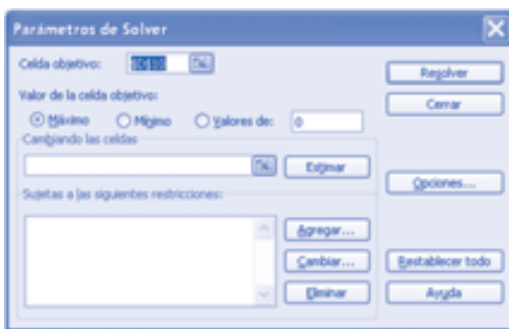 Parámetros de Solver
Celda objetivo:
Resolver
Valor de la celda objetivo:
Cerrar
Máximo Mínimo Valores de: 0
Cambiando las celdas
Estimar
Opciones...
Sujetas a las siguientes restricciones:
Agregar...
Cambiar... Restablecer todo
Eliminar Ayuda